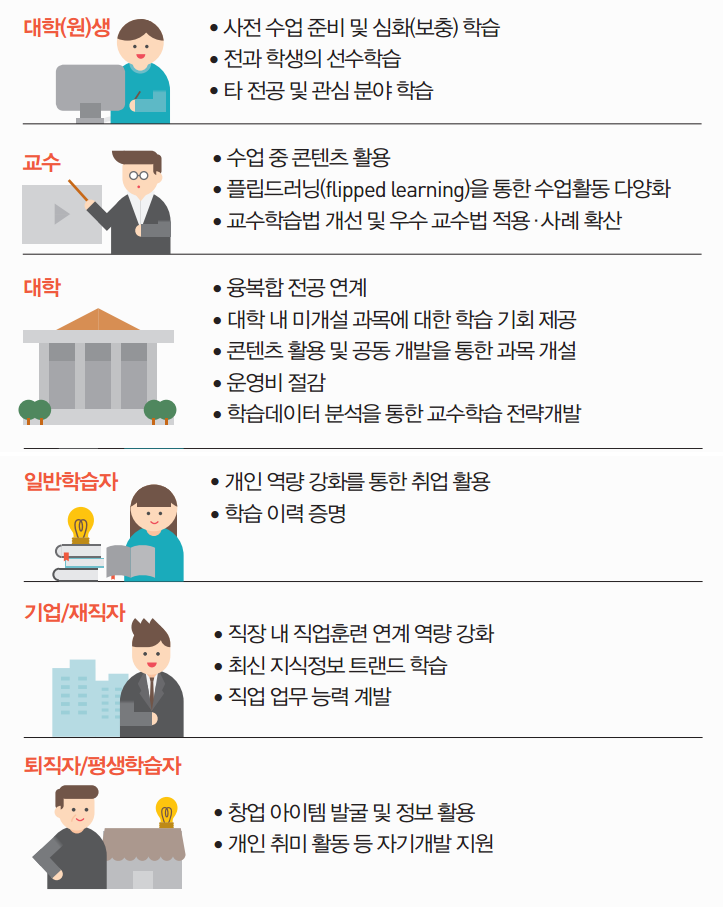 대학(원)생
• 사전 수업 준비 및 심화(보충) 학습
• 전과 학생의 선수학습
• 타 전공 및 관심 분야 학습
교수
• 수업 중 콘텐츠 활용
• 플립드러닝(flipped learning)을 통한 수업활동 다양화
• 교수학습법 개선 및 우수 교수법 적용·사례 확산
대학
• 융복합 전공 연계
• 대학 내 미개설 과목에 대한 학습 기회 제공
• 콘텐츠 활용 및 공동 개발을 통한 과목 개설
• 운영비 절감
• 학습데이터 분석을 통한 교수학습 전략개발
일반학습자
• 개인 역량 강화를 통한 취업 활용
• 학습 이력 증명
기업/재직자
• 직장 내 직업훈련 연계 역량 강화
• 최신 지식정보 트랜드 학습
• 직업 업무 능력 계발
퇴직자/평생학습자
• 창업 아이템 발굴 및 정보 활용
• 개인 취미 활동 등 자기개발 지원